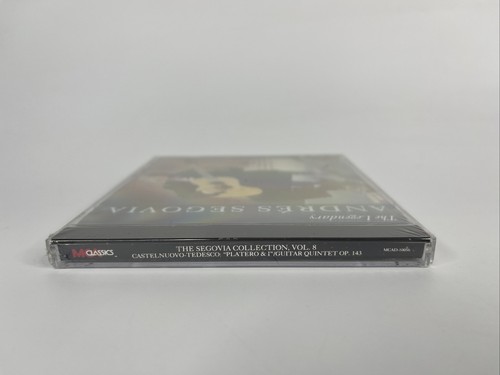 The Legendary
ANDRÉS SEGOVIA
MCA CLASSICS
THE SEGOVIA COLLECTION, VOL. 8
CASTELNUOVO-TEDESCO: "PLATERO & I"/GUITAR QUINTET OP. 143